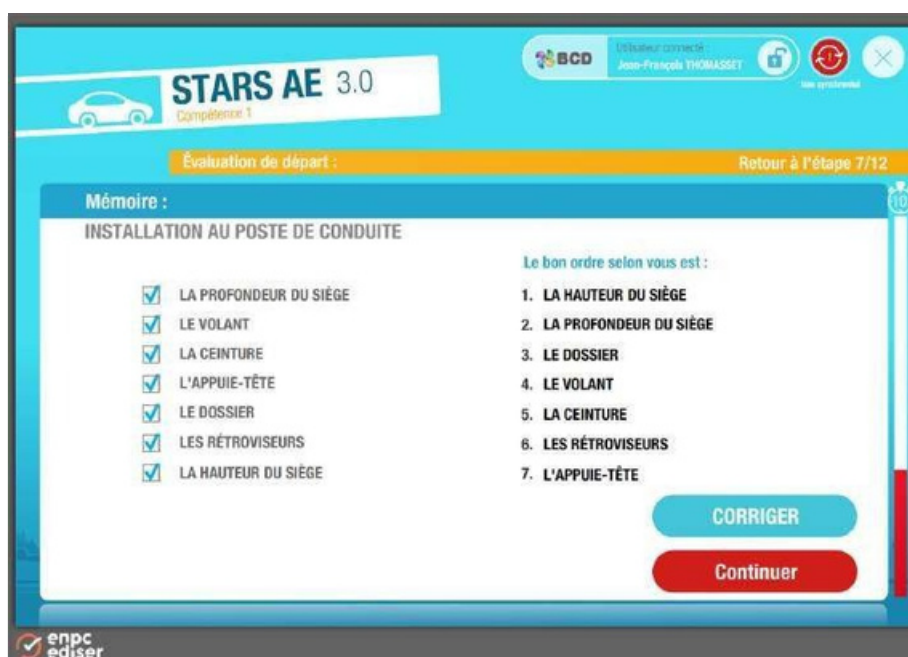 BCD
Utilisateur connecté :
Jean-François THOMASSET
Non synchronisé
STARS AE 3.0
Compétence 1
Évaluation de départ :
Retour à l'étape 7/12
Mémoire :
10
INSTALLATION AU POSTE DE CONDUITE
LA PROFONDEUR DU SIÈGE
LE VOLANT
LA CEINTURE
L'APPUIE-TÊTE
LE DOSSIER
LES RÉTROVISEURS
LA HAUTEUR DU SIÈGE
Le bon ordre selon vous est :
1. LA HAUTEUR DU SIÈGE
2. LA PROFONDEUR DU SIÈGE
3. LE DOSSIER
4. LE VOLANT
5. LA CEINTURE
6. LES RÉTROVISEURS
7. L'APPUIE-TÊTE
CORRIGER
Continuer
enpc
ediser